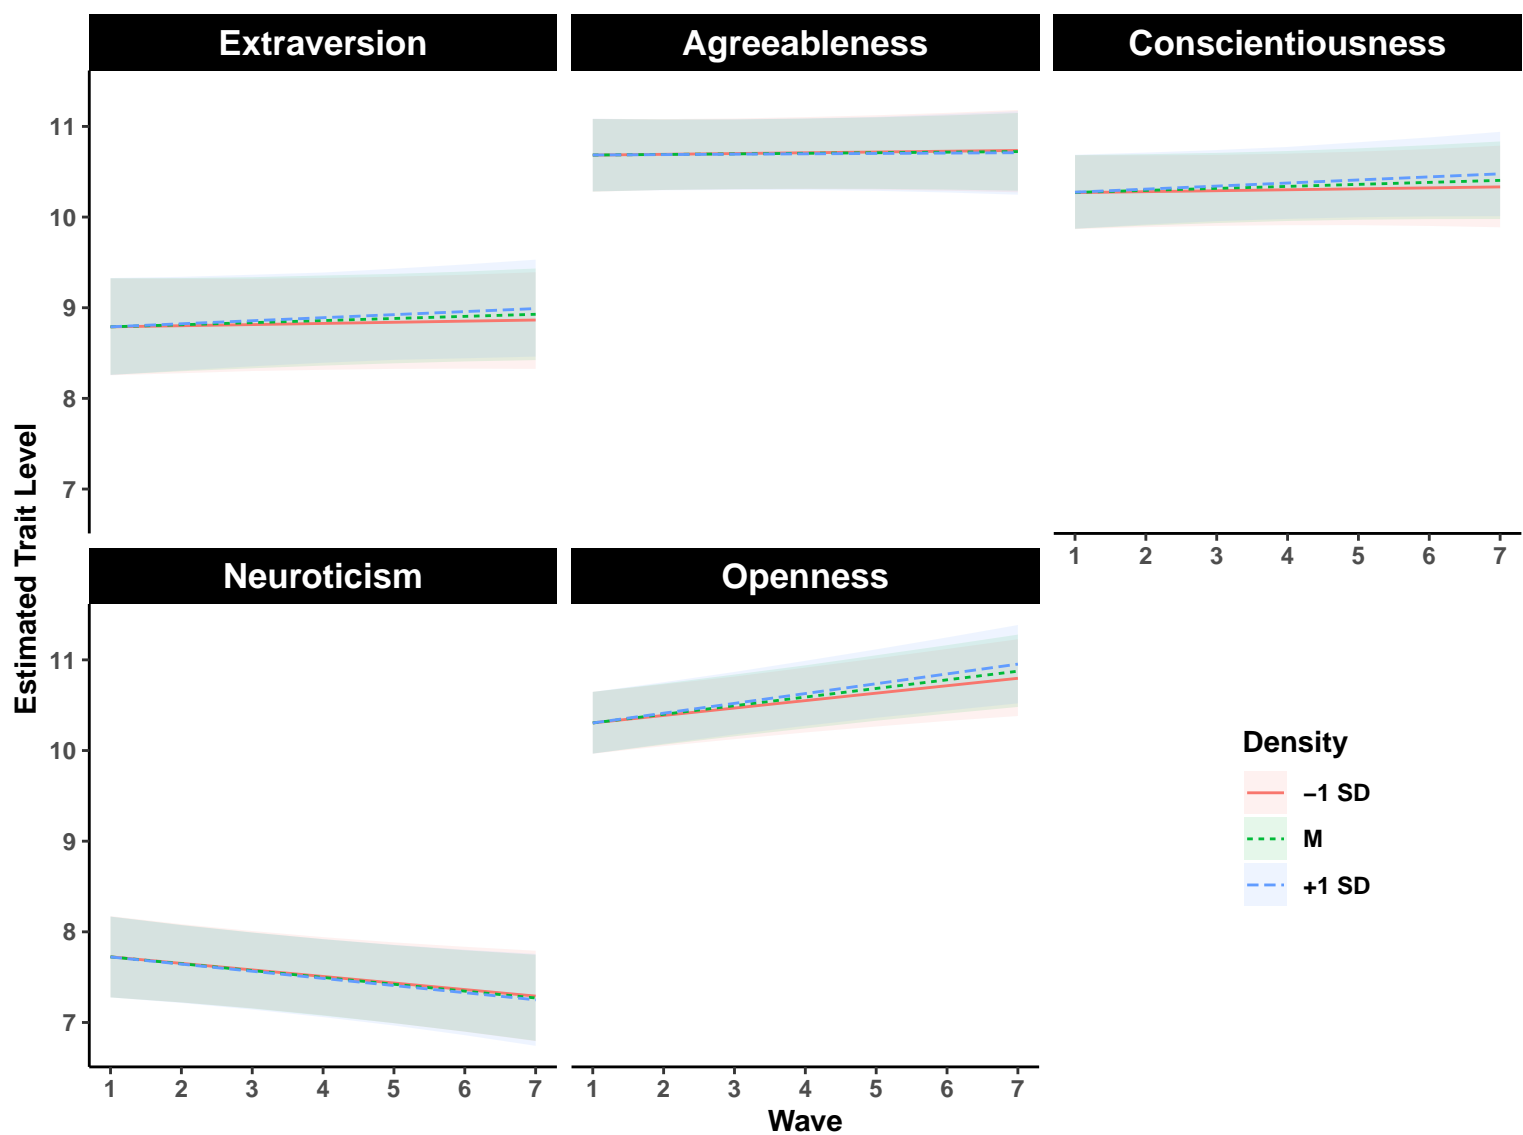 Extraversion
Agreeableness
Conscientiousness
11
10
9
8
7
1 2 3 4 5 6 7
Estimated Trait Level
Neuroticism
Openness
11
10
9
8
7
Density
−1 SD
M
+1 SD
1 2 3 4 5 6 7
1 2 3 4 5 6 7
Wave